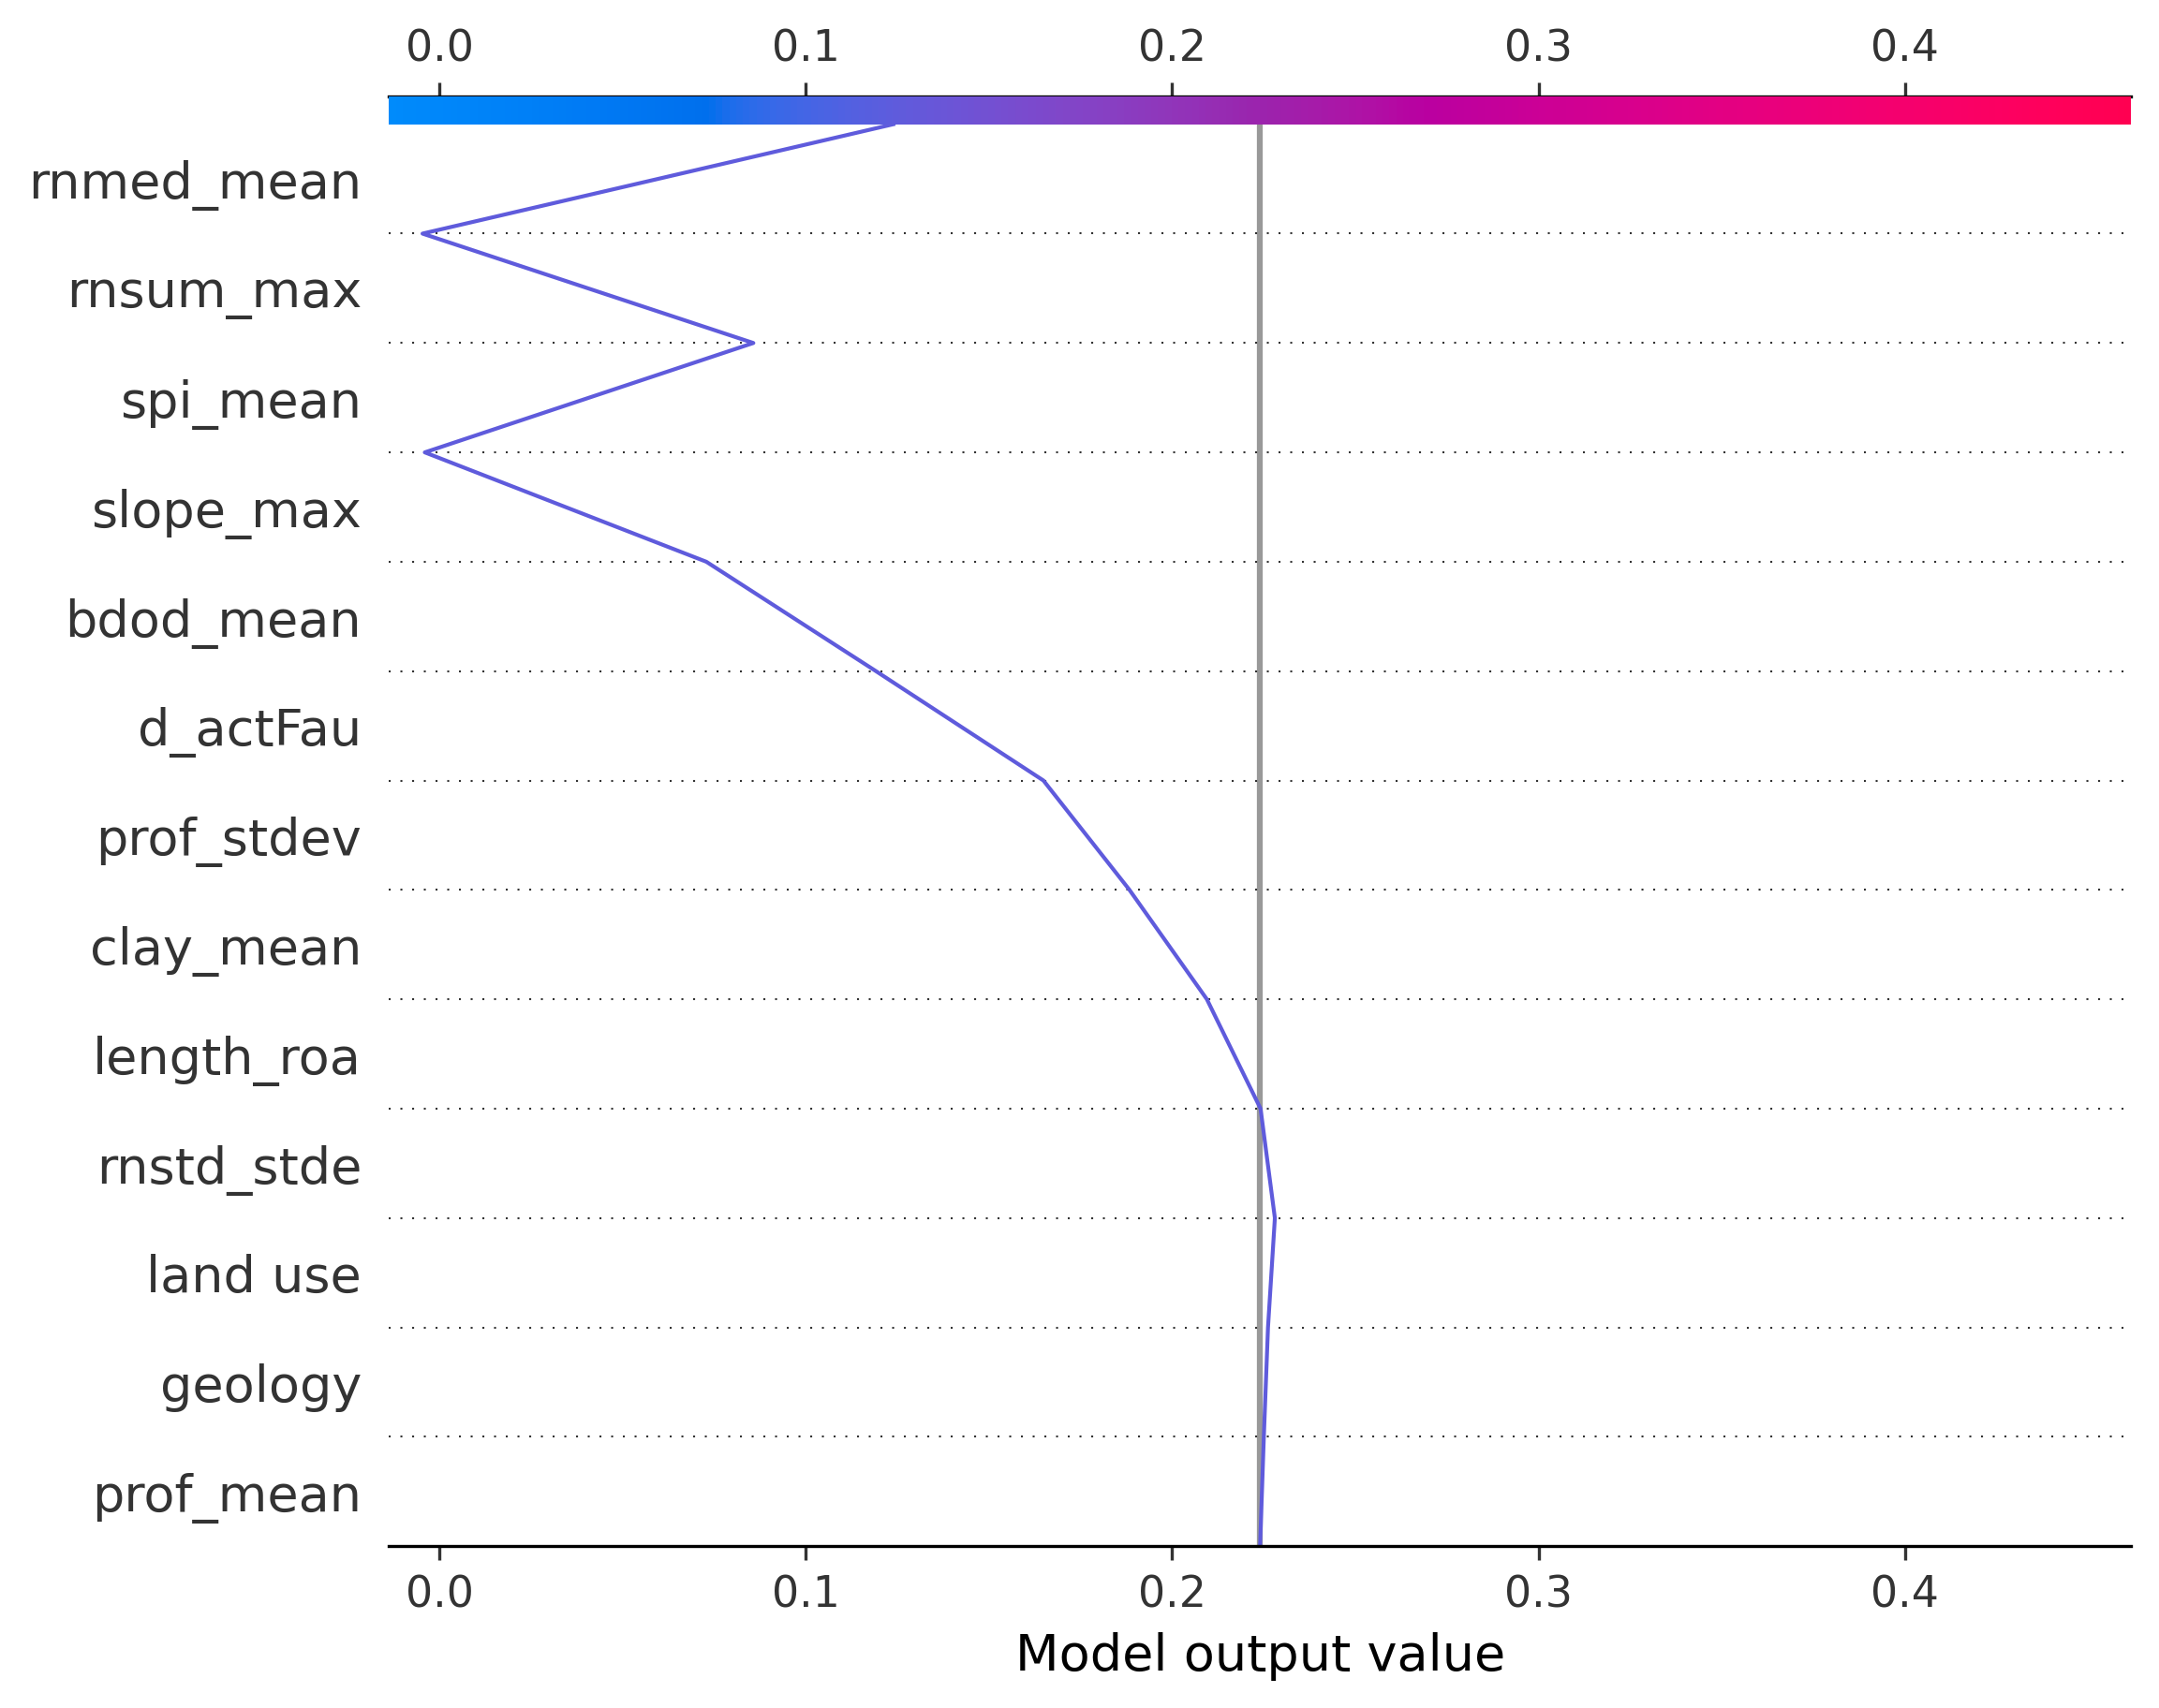 0.0 0.1 0.2 0.3 0.4
rnmed_mean
rnsum_max
spi_mean
slope_max
bdod_mean
d_actFau
prof_stdev
clay_mean
length_roa
rnstd_stde
land use
geology
prof_mean
0.0 0.1 0.2 0.3 0.4
Model output value